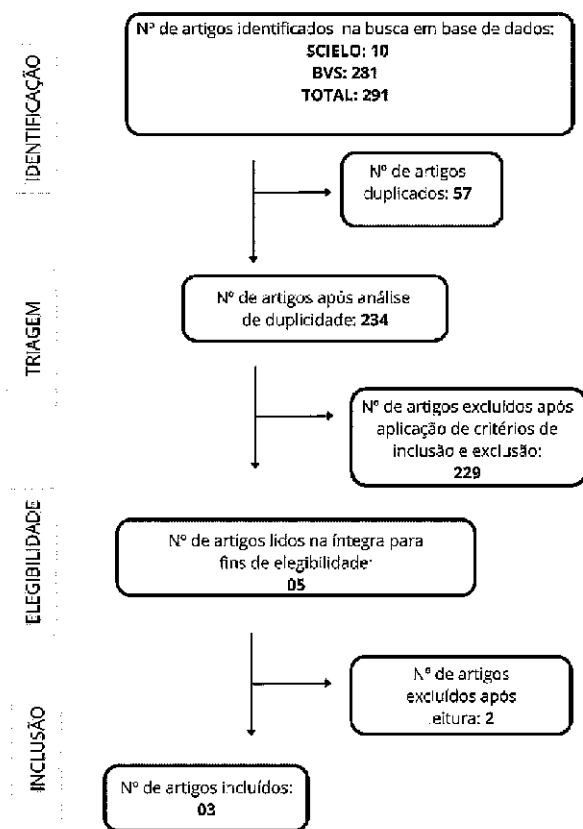 IDENTIFICAÇÃO
Nº de artigos identificados na busca em base de dados:
SCIELO: 10
BVS: 281
TOTAL: 291
Nº de artigos
duplicados: 57
TRIAGEM
Nº de artigos após análise
de duplicidade: 234
Nº de artigos excluídos após
aplicação de critérios de
inclusão e exclusão:
229
ELEGIBILIDADE
Nº de artigos lidos na íntegra para
fins de elegibilidade:
05
Nº de artigos
excluídos após
leitura: 2
INCLUSÃO
Nº de artigos incluídos:
03